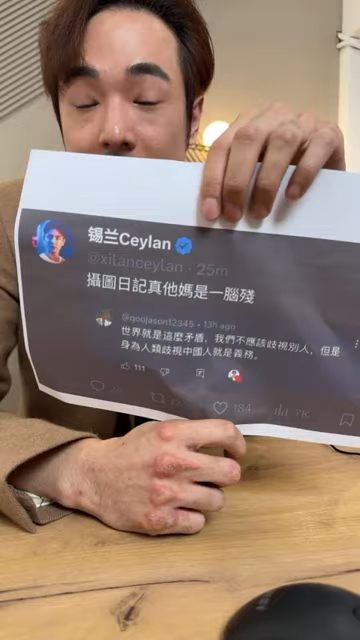 锡兰Ceylan
@xilanceylan · 25m
攝圖日記真他媽是一腦殘
@qoojason12345 · 13h ago
世界就是這麼矛盾，我們不應該歧視別人，但是
身為人類歧視中國人就是義務。
111
184
7K